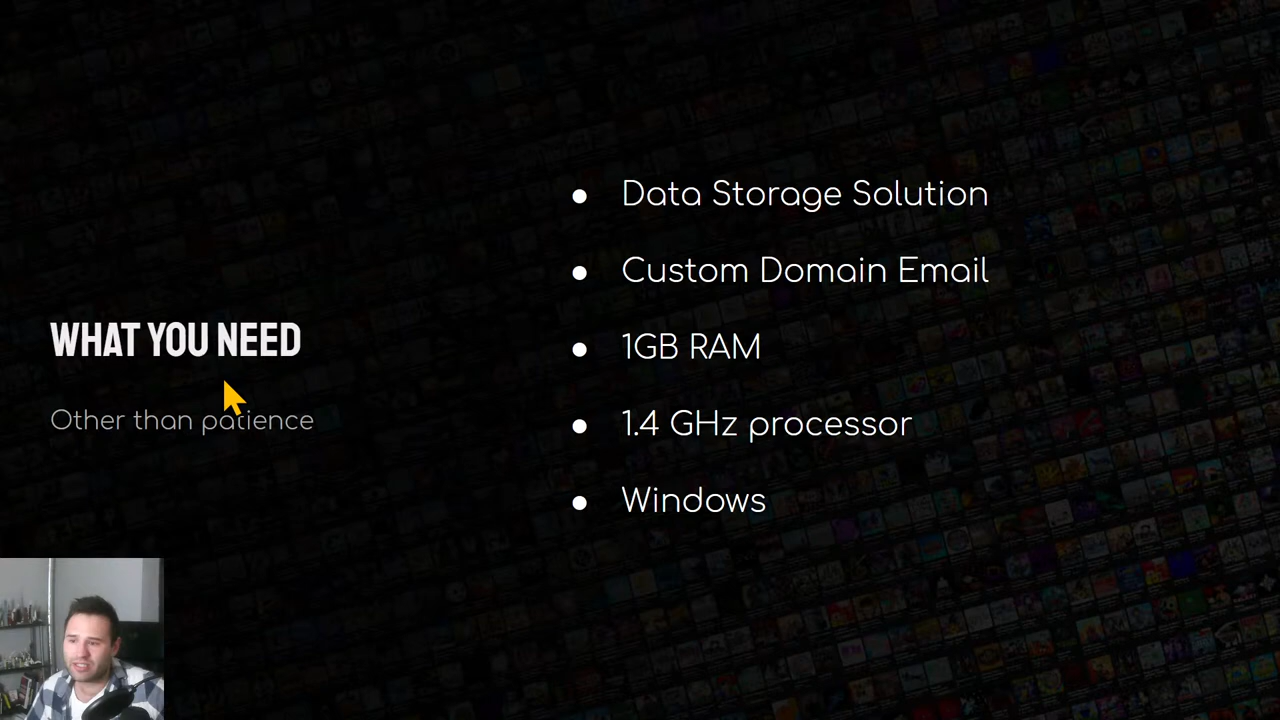 WHAT YOU NEED
Other than patience
Data Storage Solution
Custom Domain Email
1GB RAM
1.4 GHz processor
Windows